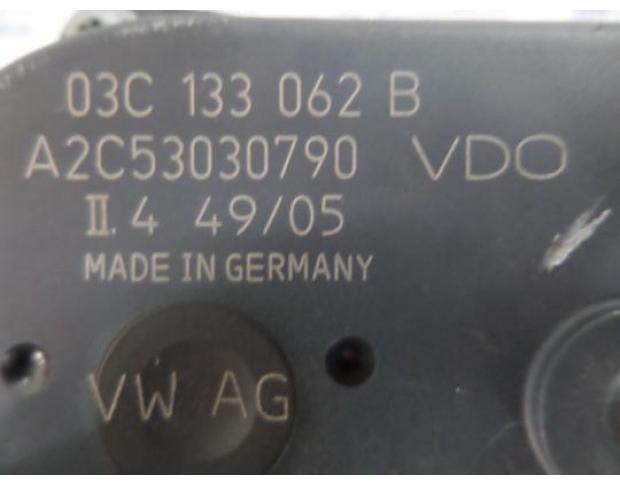 03C 133 062 B
A2C53030790 VDO
II.4 49/05
MADE IN GERMANY
VW AG